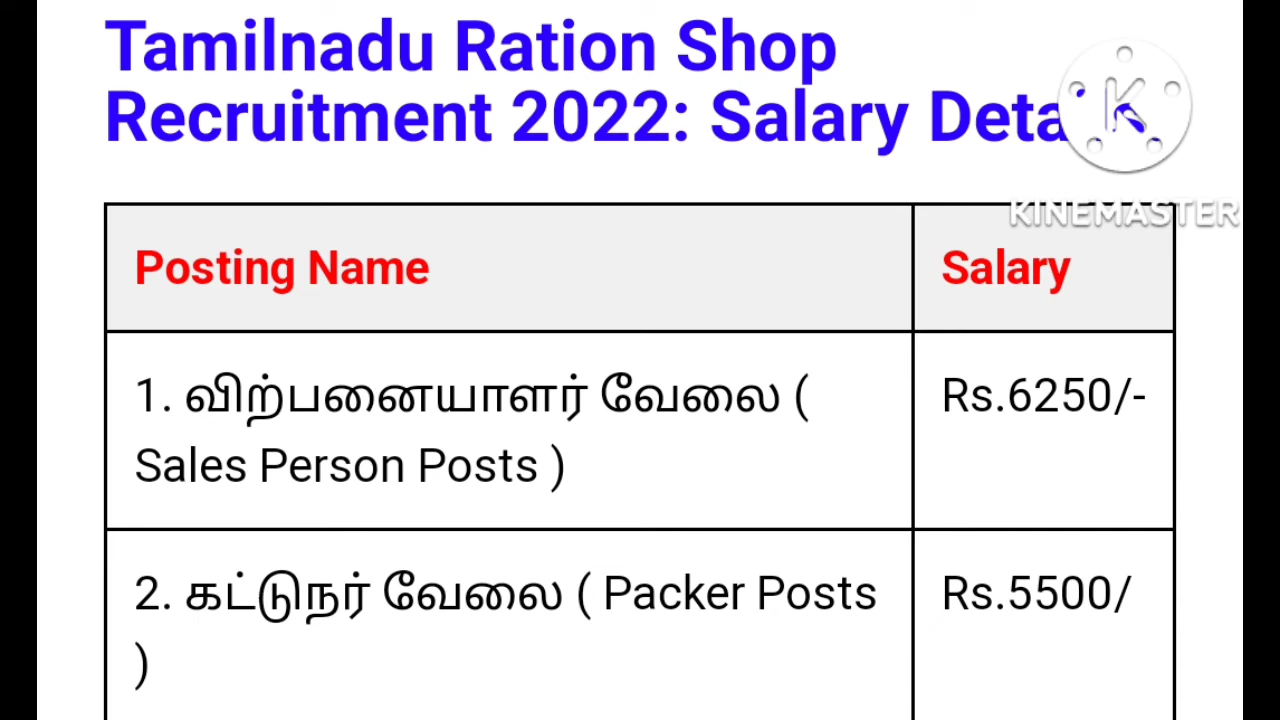 Tamilnadu Ration Shop
Recruitment 2022: Salary Deta
KINEMASTER
Posting Name
Salary
1. விற்பனையாளர் வேலை (
Rs.6250/-
Sales Person Posts )
2. கட்டுநர் வேலை ( Packer Posts
Rs.5500/
)